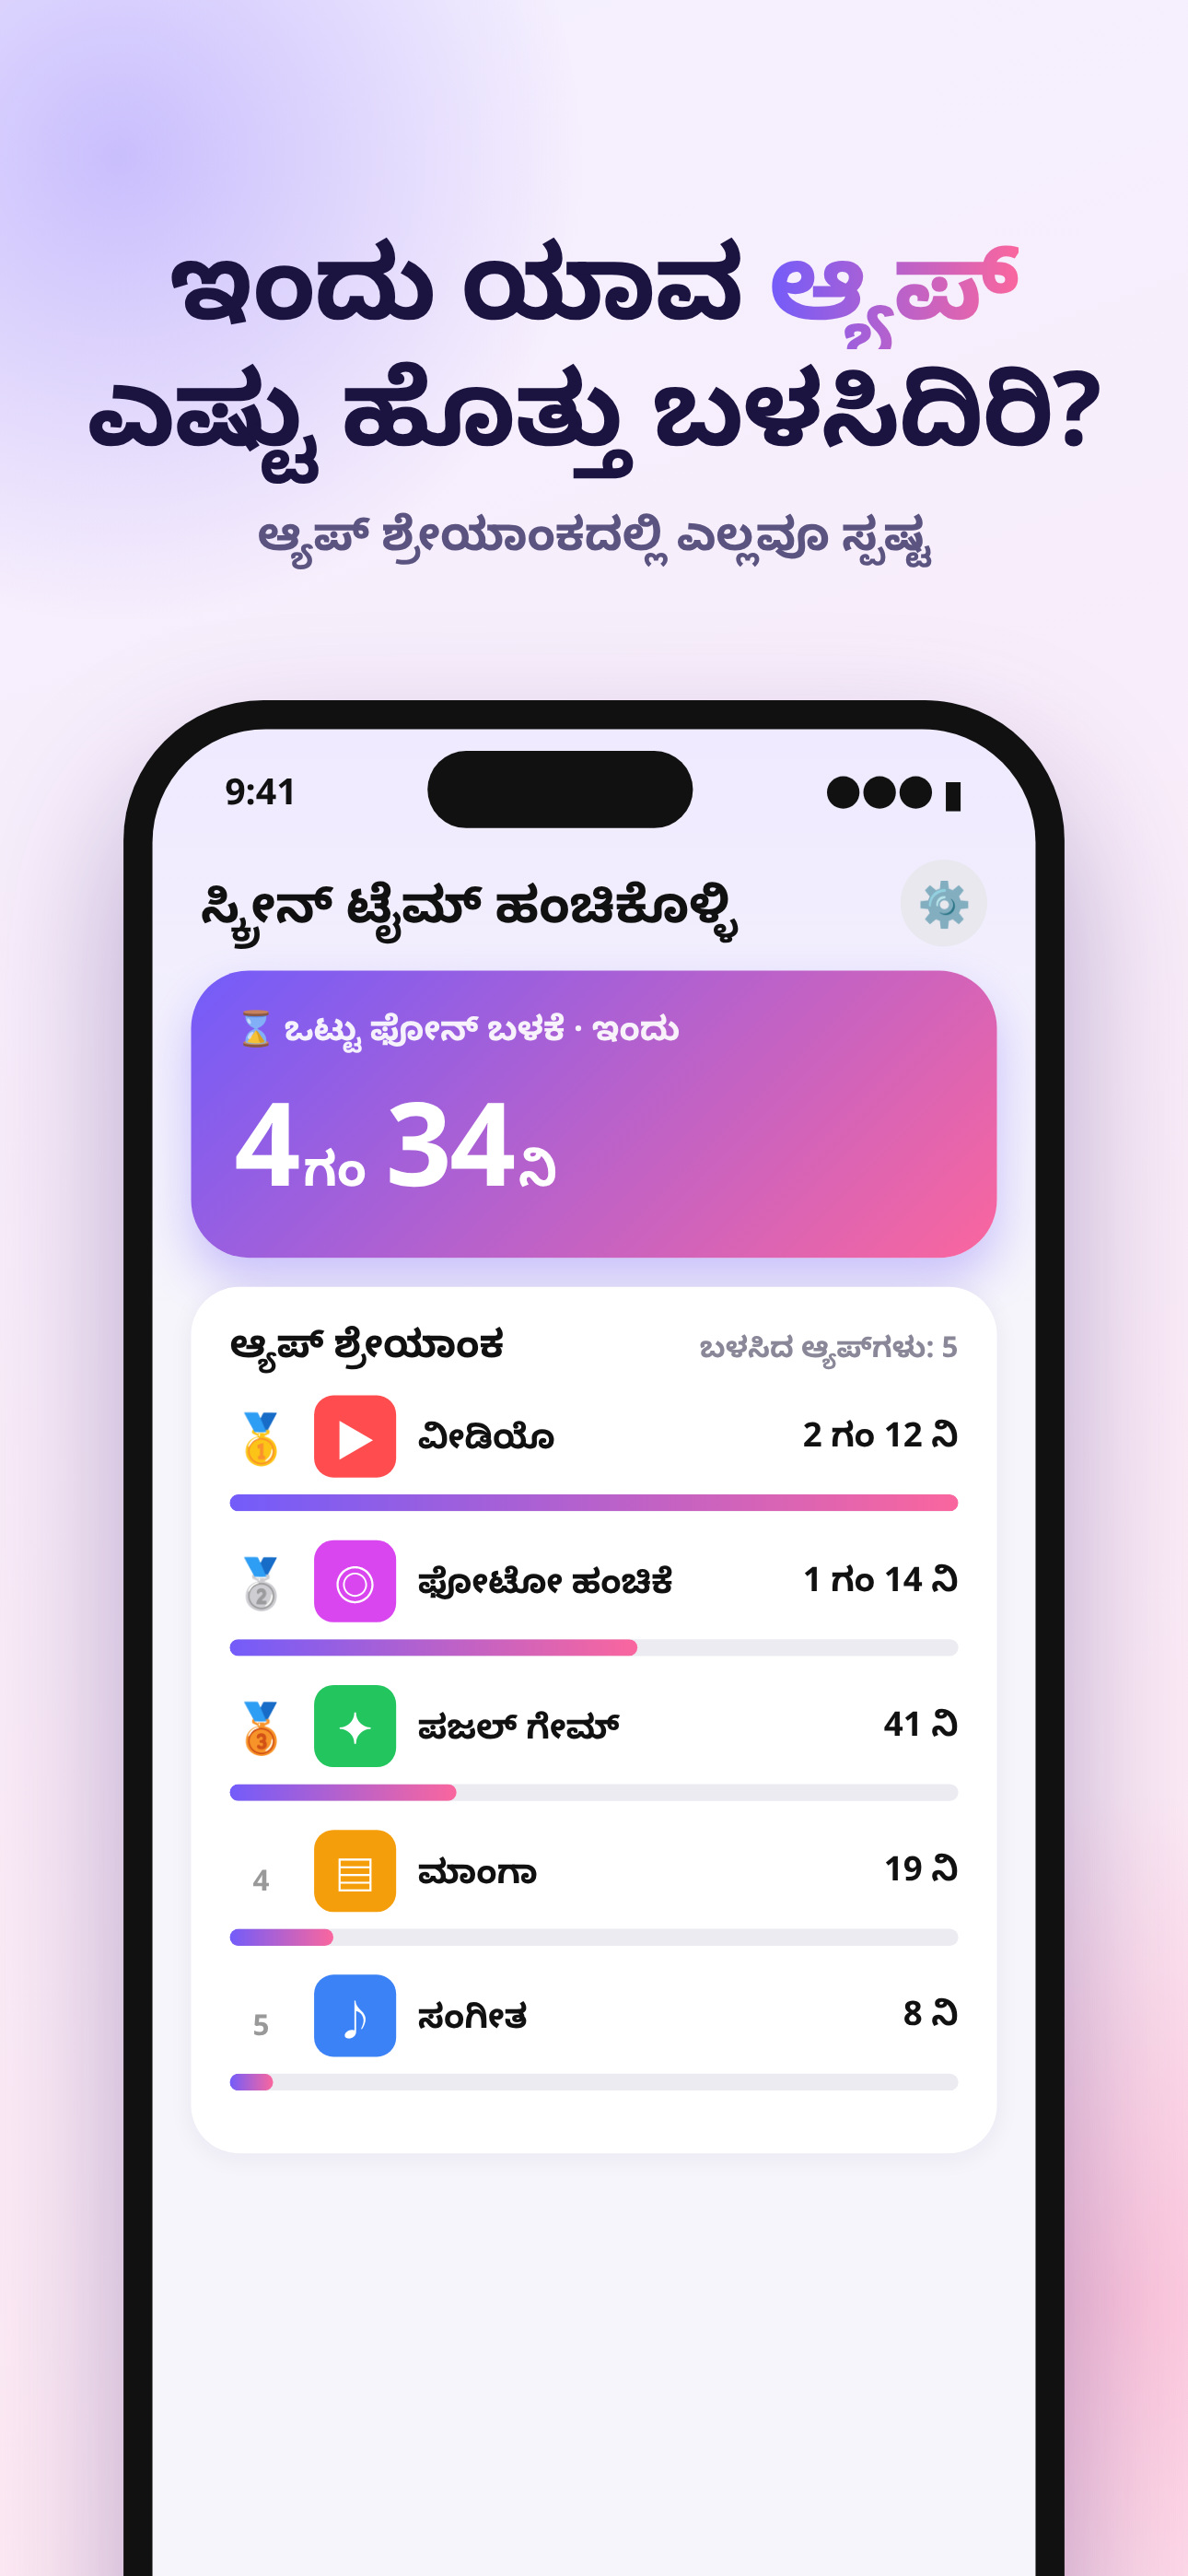 ಇಂದು ಯಾವ ಆ್ಯಪ್
ಎಷ್ಟು ಹೊತ್ತು ಬಳಸಿದಿರಿ?
ಆ್ಯಪ್ ಶ್ರೇಯಾಂಕದಲ್ಲಿ ಎಲ್ಲವೂ ಸ್ಪಷ್ಟ
9:41
ಸ್ಕ್ರೀನ್ ಟೈಮ್ ಹಂಚಿಕೊಳ್ಳಿ
⌛ ಒಟ್ಟು ಫೋನ್ ಬಳಕೆ · ಇಂದು
4ಗಂ 34ನಿ
ಆ್ಯಪ್ ಶ್ರೇಯಾಂಕ ಬಳಸಿದ ಆ್ಯಪ್‌ಗಳು: 5
🥇 ವೀಡಿಯೊ 2 ಗಂ 12 ನಿ
🥈 ಫೋಟೋ ಹಂಚಿಕೆ 1 ಗಂ 14 ನಿ
🥉 ಪಜಲ್ ಗೇಮ್ 41 ನಿ
4 ಮಾಂಗಾ 19 ನಿ
5 ಸಂಗೀತ 8 ನಿ